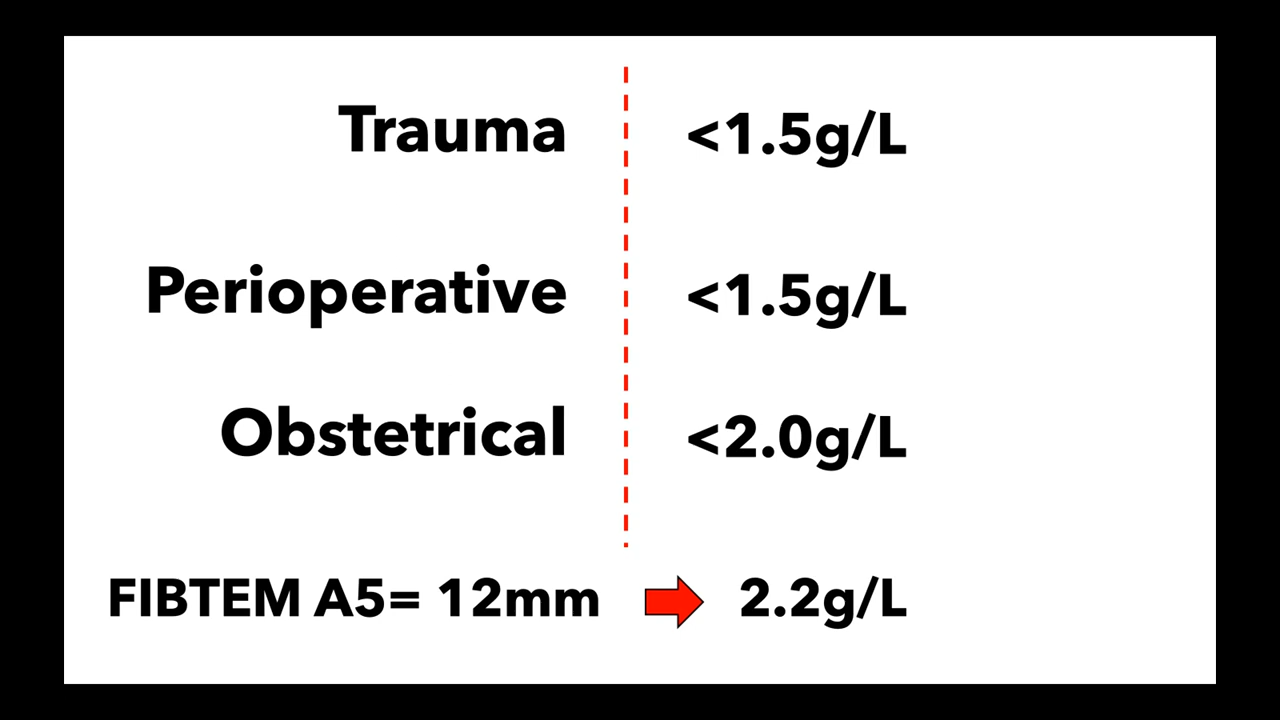 Trauma <1.5g/L
Perioperative <1.5g/L
Obstetrical <2.0g/L
FIBTEM A5= 12mm 2.2g/L